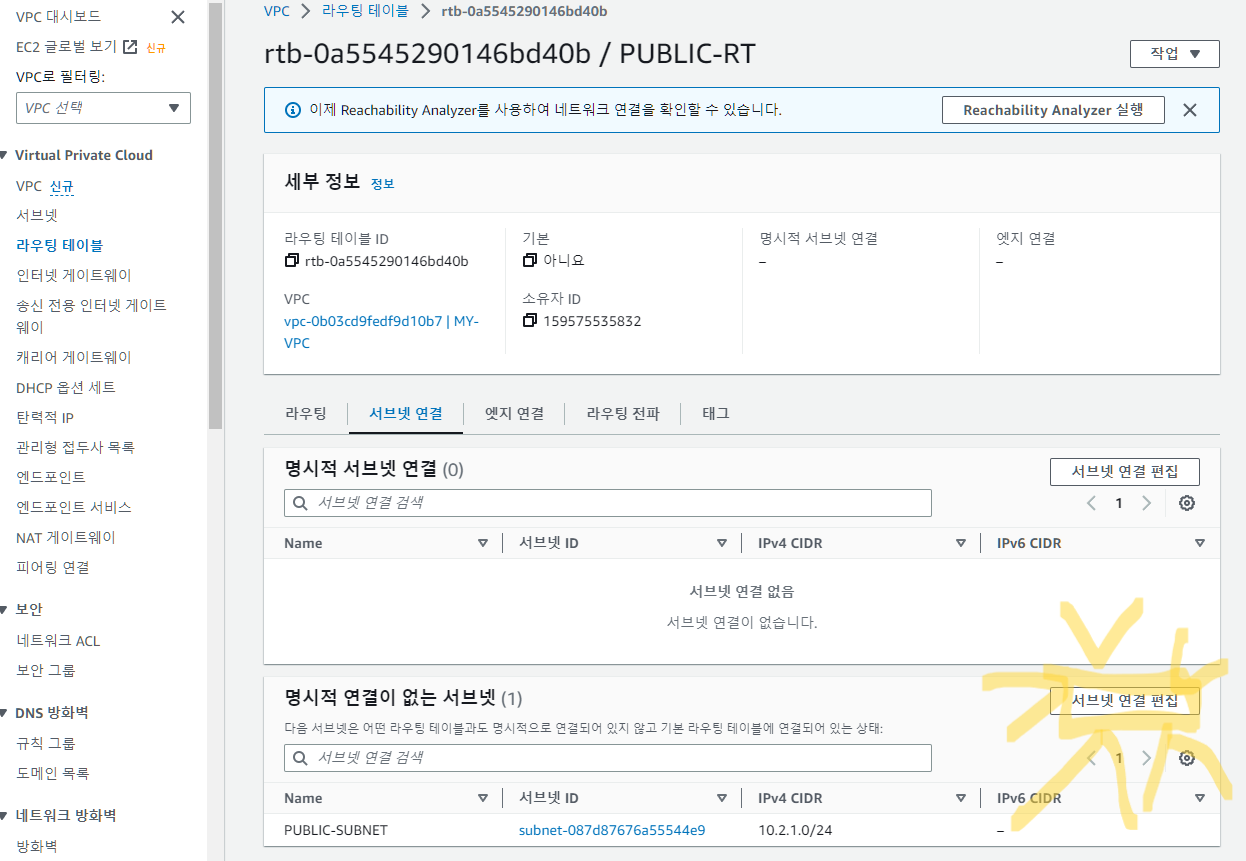 VPC 대시보드
EC2 글로벌 보기 신규
VPC로 필터링:
VPC 선택
Virtual Private Cloud
VPC 신규
서브넷
라우팅 테이블
인터넷 게이트웨이
송신 전용 인터넷 게이트
웨이
캐리어 게이트웨이
DHCP 옵션 세트
탄력적 IP
관리형 접두사 목록
엔드포인트
엔드포인트 서비스
NAT 게이트웨이
피어링 연결
보안
네트워크 ACL
보안 그룹
DNS 방화벽
규칙 그룹
도메인 목록
네트워크 방화벽
방화벽
VPC > 라우팅 테이블 > rtb-0a5545290146bd40b
rtb-0a5545290146bd40b / PUBLIC-RT
작업
이제 Reachability Analyzer를 사용하여 네트워크 연결을 확인할 수 있습니다.
Reachability Analyzer 실행
세부 정보 정보
라우팅 테이블 ID
rtb-0a5545290146bd40b
기본
아니요
명시적 서브넷 연결
–
엣지 연결
–
VPC
vpc-0b03cd9fedf9d10b7 | MY-
VPC
소유자 ID
159575535832
라우팅 서브넷 연결 엣지 연결 라우팅 전파 태그
명시적 서브넷 연결 (0)
서브넷 연결 편집
서브넷 연결 검색
1
Name 서브넷 ID IPv4 CIDR IPv6 CIDR
서브넷 연결 없음
서브넷 연결이 없습니다.
명시적 연결이 없는 서브넷 (1)
서브넷 연결 편집
다음 서브넷은 어떤 라우팅 테이블과도 명시적으로 연결되어 있지 않고 기본 라우팅 테이블에 연결되어 있는 상태:
서브넷 연결 검색
1
Name 서브넷 ID IPv4 CIDR IPv6 CIDR
PUBLIC-SUBNET subnet-087d87676a55544e9 10.2.1.0/24 –